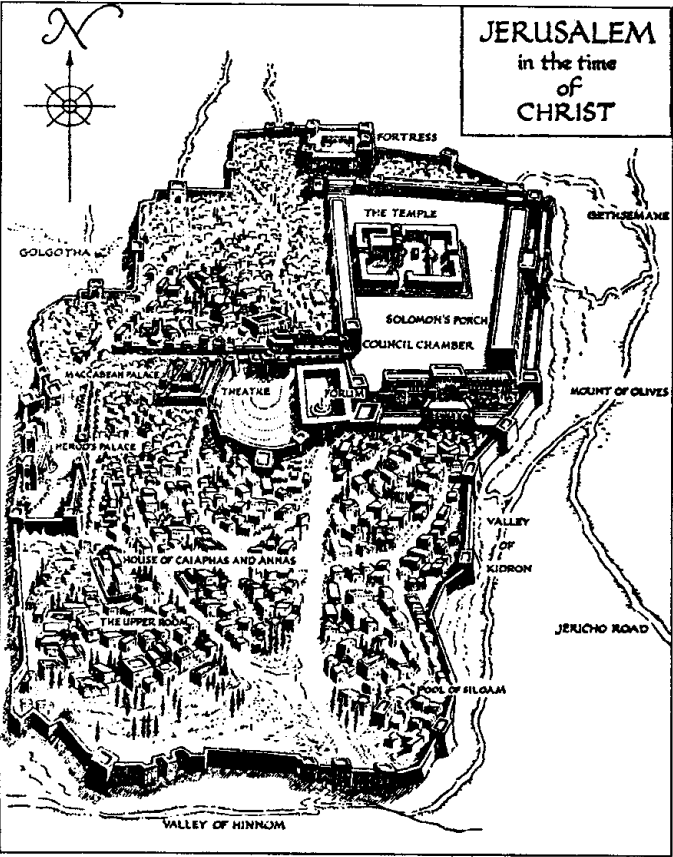 N
JERUSALEM
in the time
of
CHRIST
FORTRESS
THE TEMPLE
GETHSEMANE
GOLGOTHA
SOLOMON'S PORCH
COUNCIL CHAMBER
MACCABEAN PALACE
THEATRE
FORUM
MOUNT OF OLIVES
HEROD'S PALACE
VALLEY
OF
KIDRON
HOUSE OF CAIAPHAS AND ANNAS
THE UPPER ROOM
JERICHO ROAD
POOL OF SILOAM
VALLEY OF HINNOM